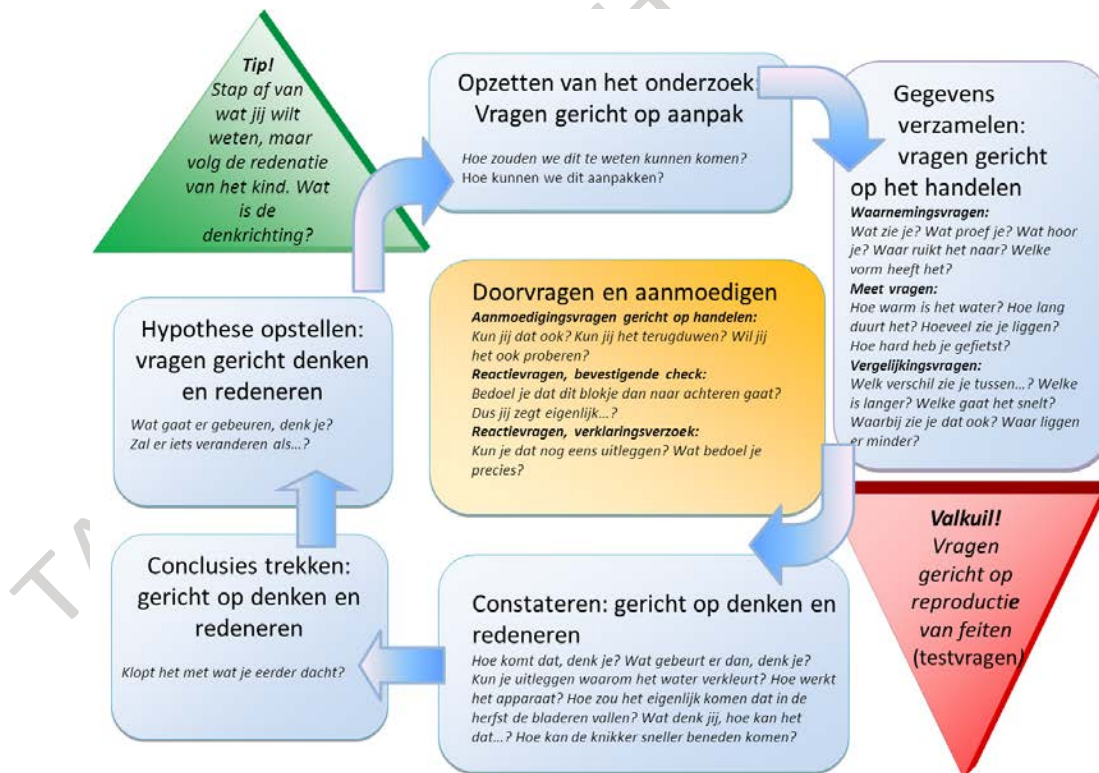 Tip!
Stap af van
wat jij wilt
weten, maar
volg de redenatie
van het kind. Wat
is de
denkrichting?
Opzetten van het onderzoek:
Vragen gericht op aanpak
Hoe zouden we dit te weten kunnen komen?
Hoe kunnen we dit aanpakken?
Gegevens
verzamelen:
vragen gericht
op het handelen
Waarnemingsvragen:
Wat zie je? Wat proef je? Wat hoor
je? Waar ruikt het naar? Welke
vorm heeft het?
Meet vragen:
Hoe warm is het water? Hoe lang
duurt het? Hoeveel zie je liggen?
Hoe hard heb je gefietst?
Vergelijkingsvragen:
Welk verschil zie je tussen...? Welke
is langer? Welke gaat het snelt?
Waarbij zie je dat ook? Waar liggen
er minder?
Doorvragen en aanmoedigen
Aanmoedigingsvragen gericht op handelen:
Kun jij dat ook? Kun jij het terugduwen? Wil jij
het ook proberen?
Reactievragen, bevestigende check:
Bedoel je dat dit blokje dan naar achteren gaat?
Dus jij zegt eigenlijk...?
Reactievragen, verklaringsverzoek:
Kun je dat nog eens uitleggen? Wat bedoel je
precies?
Hypothese opstellen:
vragen gericht denken
en redeneren
Wat gaat er gebeuren, denk je?
Zal er iets veranderen als...?
Conclusies trekken:
gericht op denken en
redeneren
Klopt het met wat je eerder dacht?
Constateren: gericht op denken en
redeneren
Hoe komt dat, denk je? Wat gebeurt er dan, denk je?
Kun je uitleggen waarom het water verkleurt? Hoe werkt
het apparaat? Hoe zou het eigenlijk komen dat in de
herfst de bladeren vallen? Wat denk jij, hoe kan het
dat...? Hoe kan de knikker sneller beneden komen?
Valkuil!
Vragen
gericht op
reproductie
van feiten
(testvragen)